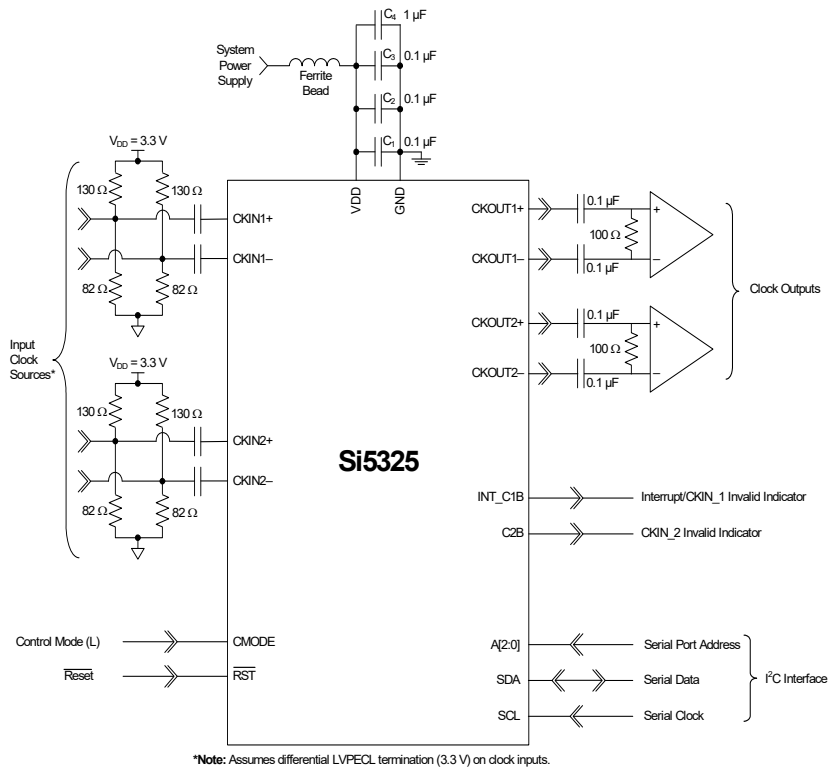 C4 1 µF
System
Power
Supply
Ferrite
Bead
C3 0.1 µF
C2 0.1 µF
C1 0.1 µF
VDD = 3.3 V
130 Ω
130 Ω
82 Ω
82 Ω
VDD
GND
CKIN1+
CKIN1–
CKOUT1+
0.1 µF
100 Ω
+
–
CKOUT1–
0.1 µF
Clock Outputs
CKOUT2+
0.1 µF
100 Ω
+
–
CKOUT2–
0.1 µF
Input
Clock
Sources*
VDD = 3.3 V
130 Ω
130 Ω
82 Ω
82 Ω
CKIN2+
CKIN2–
Si5325
INT_C1B
Interrupt/CKIN_1 Invalid Indicator
C2B
CKIN_2 Invalid Indicator
Control Mode (L)
CMODE
Reset
RST
A[2:0]
Serial Port Address
SDA
Serial Data
SCL
Serial Clock
I²C Interface
*Note: Assumes differential LVPECL termination (3.3 V) on clock inputs.